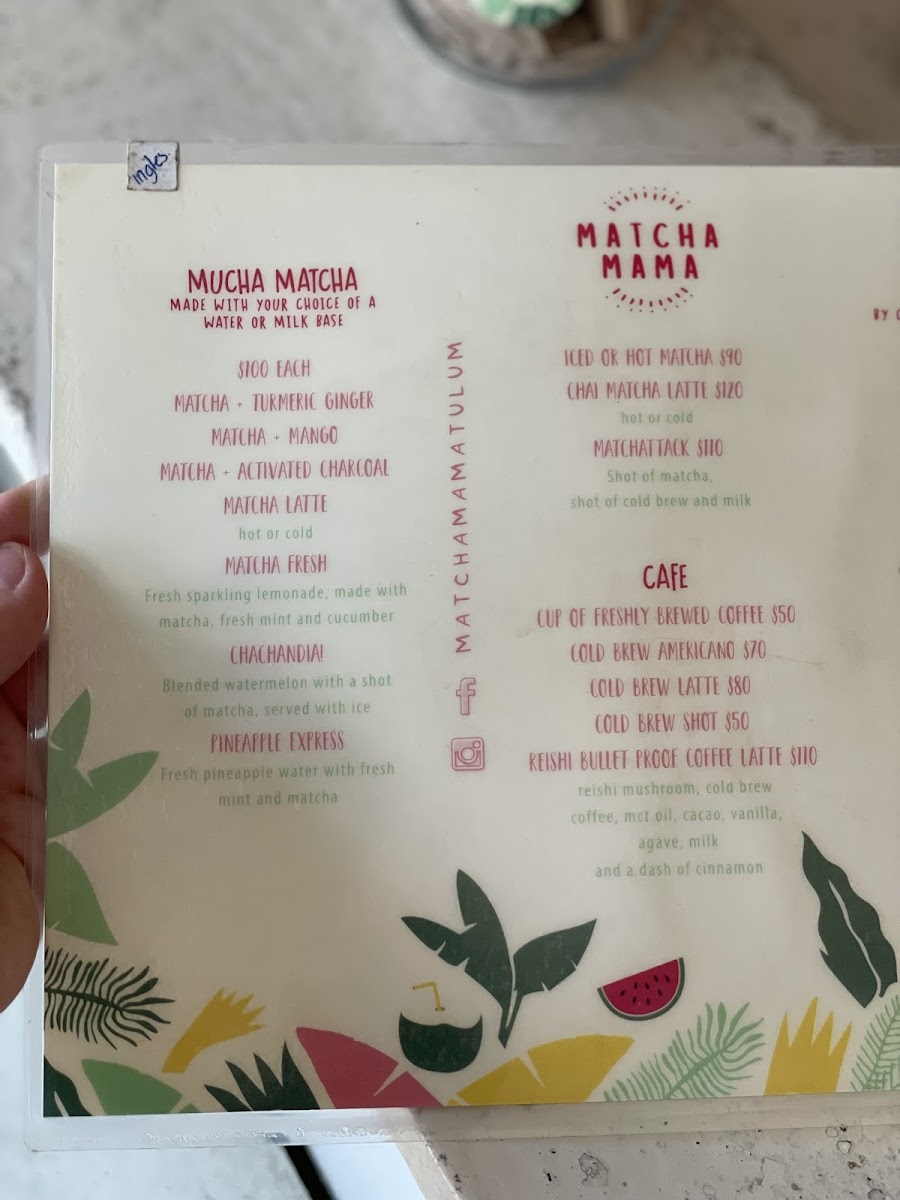 ingles
MUCHA MATCHA
MADE WITH YOUR CHOICE OF A
WATER OR MILK BASE
$100 EACH
MATCHA + TURMERIC GINGER
MATCHA + MANGO
MATCHA + ACTIVATED CHARCOAL
MATCHA LATTE
hot or cold
MATCHA FRESH
Fresh sparkling lemonade, made with
matcha, fresh mint and cucumber
CHACHANDIA!
Blended watermelon with a shot
of matcha, served with ice
PINEAPPLE EXPRESS
Fresh pineapple water with fresh
mint and matcha
MATCHAMAMATULUM
MATCHA
MAMA
ICED OR HOT MATCHA $90
CHAI MATCHA LATTE $120
hot or cold
MATCHATTACK $110
Shot of matcha,
shot of cold brew and milk
CAFE
CUP OF FRESHLY BREWED COFFEE $50
COLD BREW AMERICANO $70
COLD BREW LATTE $80
COLD BREW SHOT $50
REISHI BULLET PROOF COFFEE LATTE $110
reishi mushroom, cold brew
coffee, mct oil, cacao, vanilla,
agave, milk
and a dash of cinnamon
BY